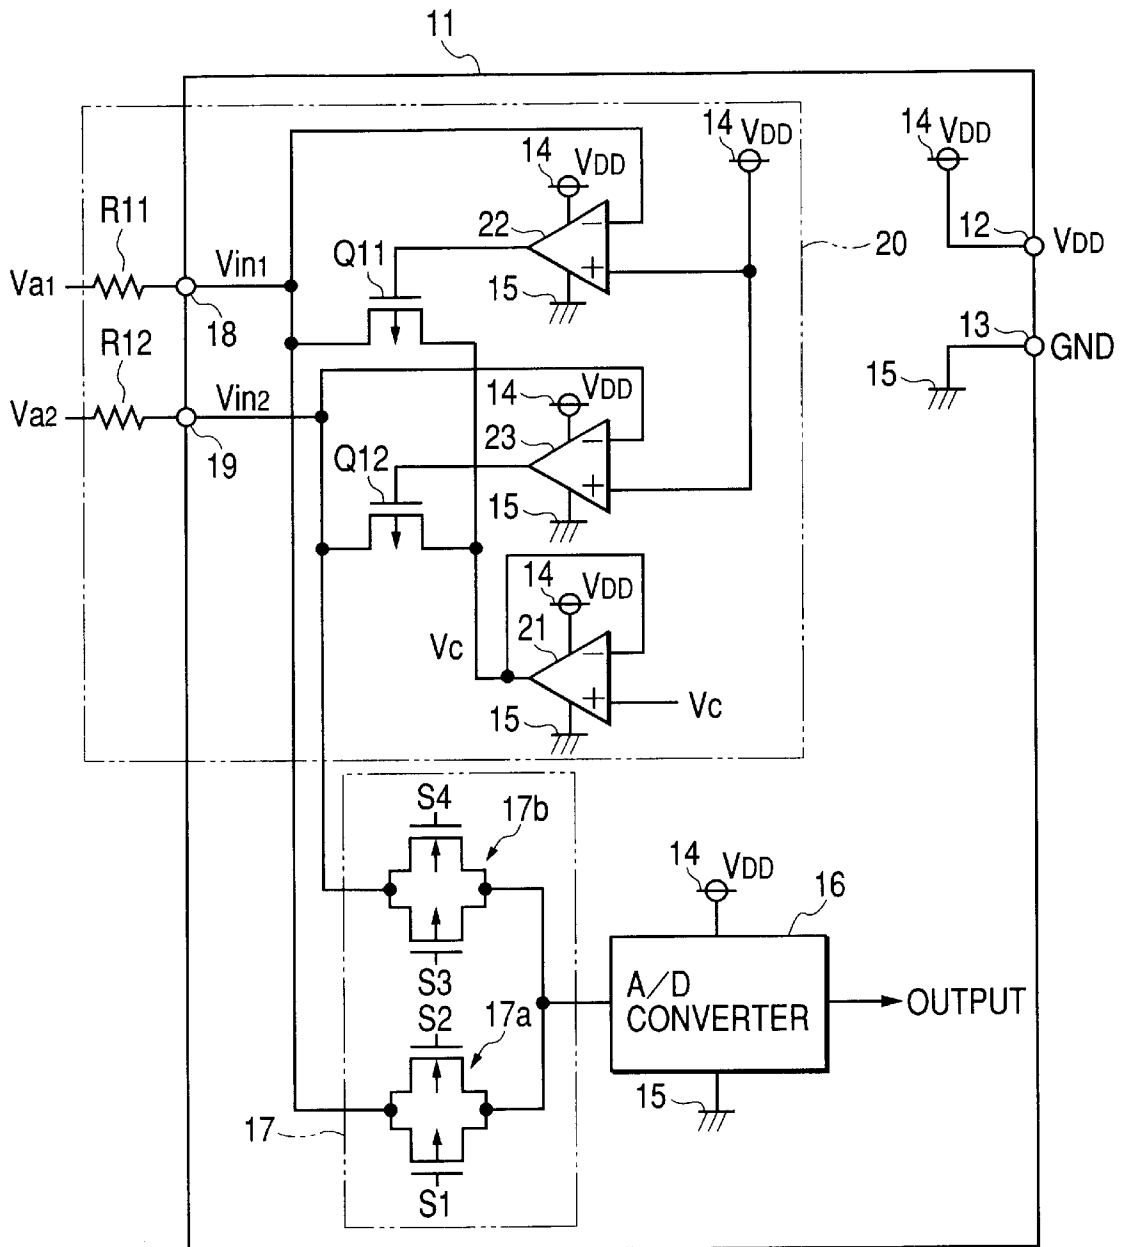 11
14 VDD
14 VDD
14 VDD
R11
22
12 VDD
20
Q11
Va1
Vin1
15
18
13 GND
R12
15
VDD
14
Va2
Vin2
23
19
Q12
15
14 VDD
21
Vc
Vc
15
S4
17b
14 VDD
16
S3
A/D CONVERTER
OUTPUT
S2
17a
15
17
S1